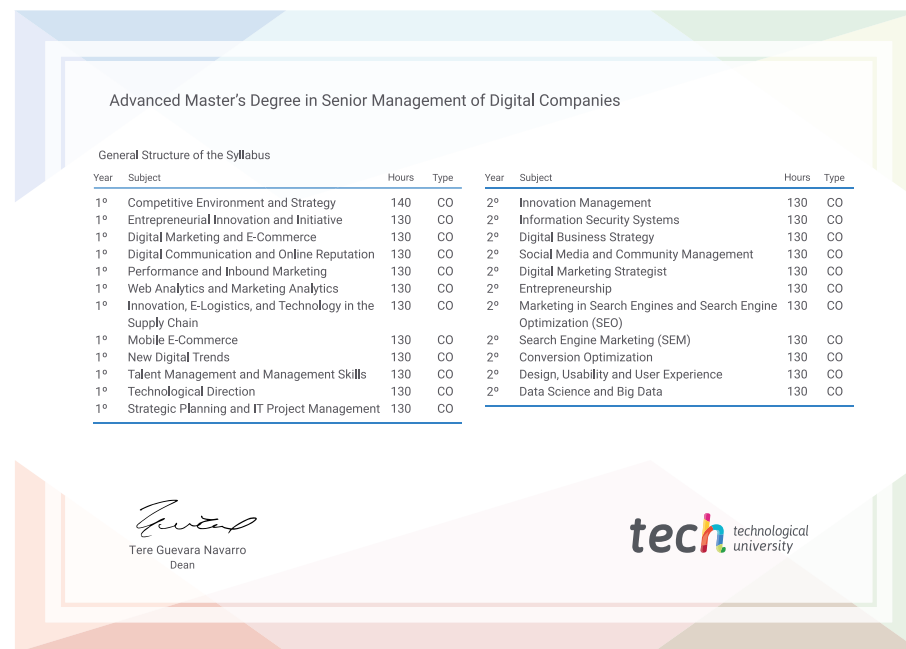 Advanced Master's Degree in Senior Management of Digital Companies
General Structure of the Syllabus
Year Subject Hours Type
1º Competitive Environment and Strategy 140 CO
1º Entrepreneurial Innovation and Initiative 130 CO
1º Digital Marketing and E-Commerce 130 CO
1º Digital Communication and Online Reputation 130 CO
1º Performance and Inbound Marketing 130 CO
1º Web Analytics and Marketing Analytics 130 CO
1º Innovation, E-Logistics, and Technology in the 130 CO
Supply Chain
1º Mobile E-Commerce 130 CO
1º New Digital Trends 130 CO
1º Talent Management and Management Skills 130 CO
1º Technological Direction 130 CO
1º Strategic Planning and IT Project Management 130 CO
Year Subject Hours Type
2º Innovation Management 130 CO
2º Information Security Systems 130 CO
2º Digital Business Strategy 130 CO
2º Social Media and Community Management 130 CO
2º Digital Marketing Strategist 130 CO
2º Entrepreneurship 130 CO
2º Marketing in Search Engines and Search Engine 130 CO
Optimization (SEO)
2º Search Engine Marketing (SEM) 130 CO
2º Conversion Optimization 130 CO
2º Design, Usability and User Experience 130 CO
2º Data Science and Big Data 130 CO
Tere Guevara Navarro
Dean
tech technological
university